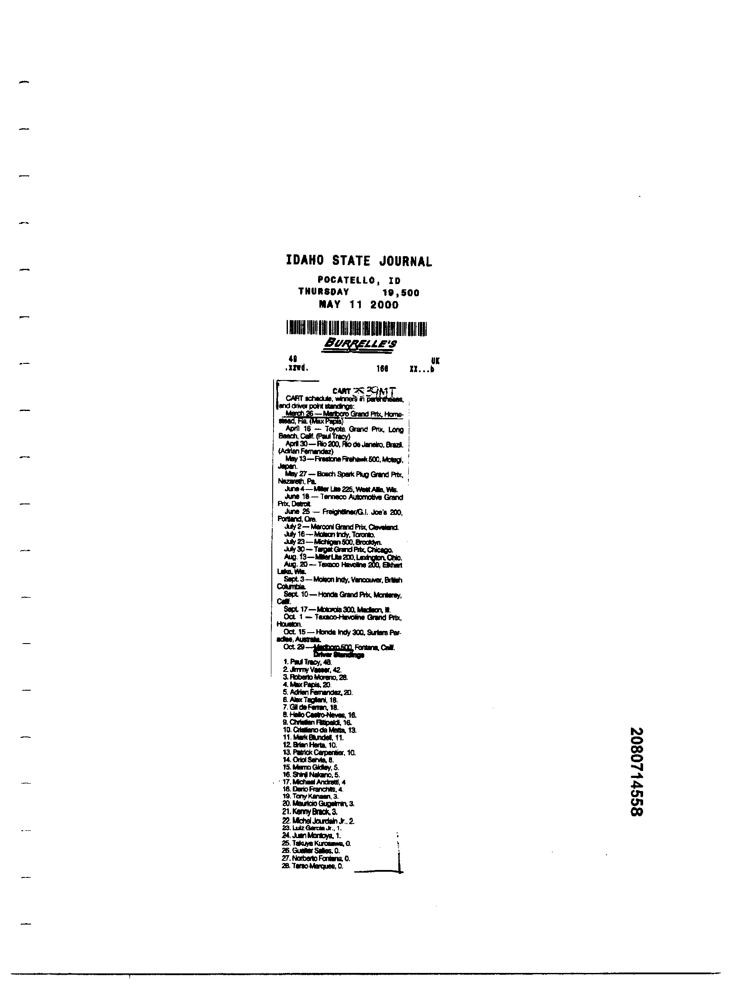 IDAHO STATE JOURNAL
POCATELLO, ID
THURSDAY 19,500
MAY 11 2000
BURRELLE'S
49 UK
.xzwd. 166 XX...b
CART
CART schedule, winners in parentheses,
and driver point standings:
March 26 — Marlboro Grand Prix, Home-
stead, Fla. (Max Papis)
April 16 — Toyota Grand Prix, Long
Beach, Calif. (Paul Tracy)
April 30 — Rio 200, Rio de Janeiro, Brazil.
(Adrian Fernandez)
May 13 — Firestone Firehawk 500, Motegi,
Japan.
May 27 — Bosch Spark Plug Grand Prix,
Nazareth, Pa.
June 4 — Miller Lite 225, West Allis, Wis.
June 18 — Tenneco Automotive Grand
Prix, Detroit.
June 25 — Freightliner/G.I. Joe's 200,
Portland, Ore.
July 2 — Marconi Grand Prix, Cleveland.
July 16 — Molson Indy, Toronto.
July 23 — Michigan 500, Brooklyn.
July 30 — Target Grand Prix, Chicago.
Aug. 13 — Miller Lite 200, Lexington, Ohio.
Aug. 20 — Texaco Havoline 200, Elkhart
Lake, Wis.
Sept. 3 — Molson Indy, Vancouver, British
Columbia.
Sept. 10 — Honda Grand Prix, Monterey,
Calif.
Sept. 17 — Motorola 300, Madison, Ill.
Oct. 1 — Texaco-Havoline Grand Prix,
Houston.
Oct. 15 — Honda Indy 300, Surfers Par-
adise, Australia.
Oct. 29 — Marlboro 500, Fontana, Calif.
Driver Standings
1. Paul Tracy, 48.
2. Jimmy Vasser, 42.
3. Roberto Moreno, 28.
4. Max Papis, 20.
5. Adrian Fernandez, 20.
6. Alex Tagliani, 18.
7. Gil de Ferran, 18.
8. Helio Castro-Neves, 16.
9. Christian Fittipaldi, 16.
10. Cristiano da Matta, 13.
11. Mark Blundell, 11.
12. Brian Herta, 10.
13. Patrick Carpentier, 10.
14. Oriol Servia, 8.
15. Memo Gidley, 5.
16. Shinji Nakano, 5.
17. Michael Andretti, 4
18. Dario Franchitti, 4.
19. Tony Kanaan, 3.
20. Mauricio Gugelmin, 3.
21. Kenny Brack, 3.
22. Michel Jourdain Jr., 2.
23. Luiz Garcia Jr., 1.
24. Juan Montoya, 1.
25. Takuya Kurosawa, 0.
26. Gualter Salles, 0.
27. Norberto Fontana, 0.
28. Tarso Marques, 0.
2080714558